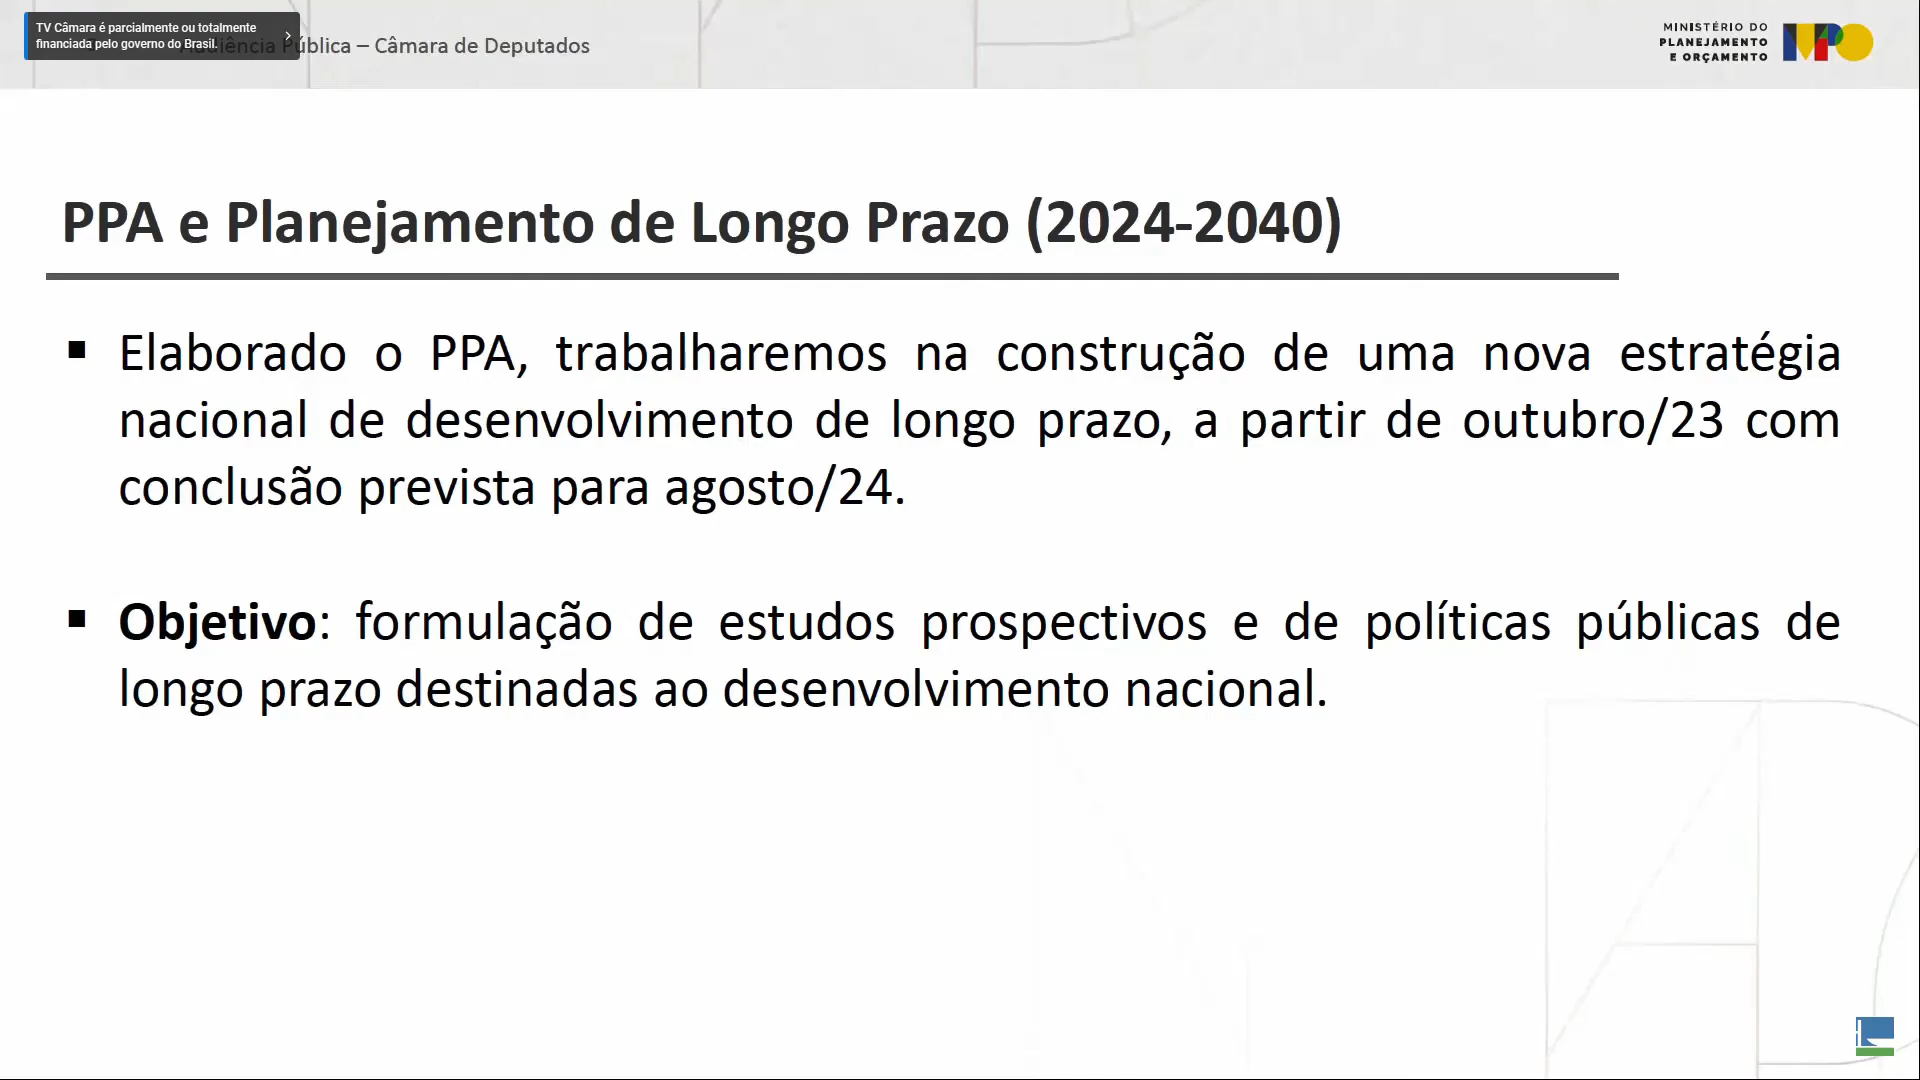 TV Câmara é parcialmente ou totalmente
financiada pelo governo do Brasil.
Audiência Pública – Câmara de Deputados
MINISTÉRIO DO
PLANEJAMENTO
E ORÇAMENTO
MPO
PPA e Planejamento de Longo Prazo (2024-2040)
▪ Elaborado o PPA, trabalharemos na construção de uma nova estratégia
nacional de desenvolvimento de longo prazo, a partir de outubro/23 com
conclusão prevista para agosto/24.
▪ Objetivo: formulação de estudos prospectivos e de políticas públicas de
longo prazo destinadas ao desenvolvimento nacional.